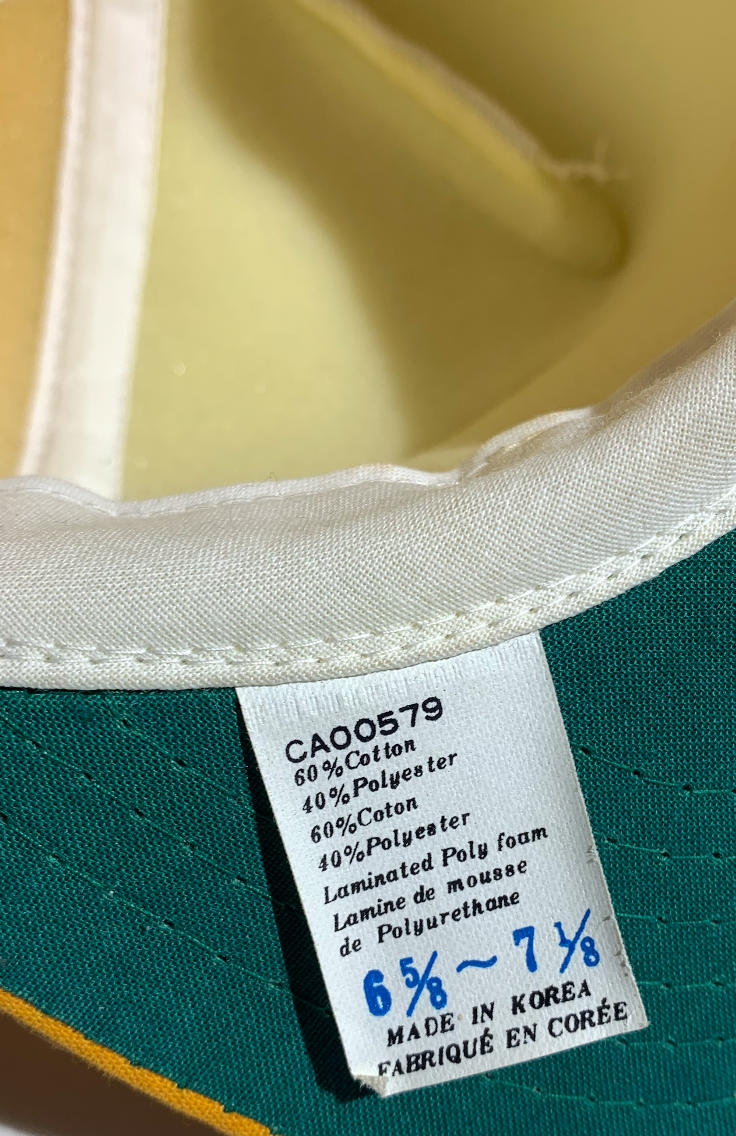 CA00579
60%Cotton
40%Polyester
60%Coton
40%Polyester
Laminated Poly foam
Lamine de mousse
de Polyurethane
6 5/8 ~ 7 1/8
MADE IN KOREA
FABRIQUÉ EN CORÉE